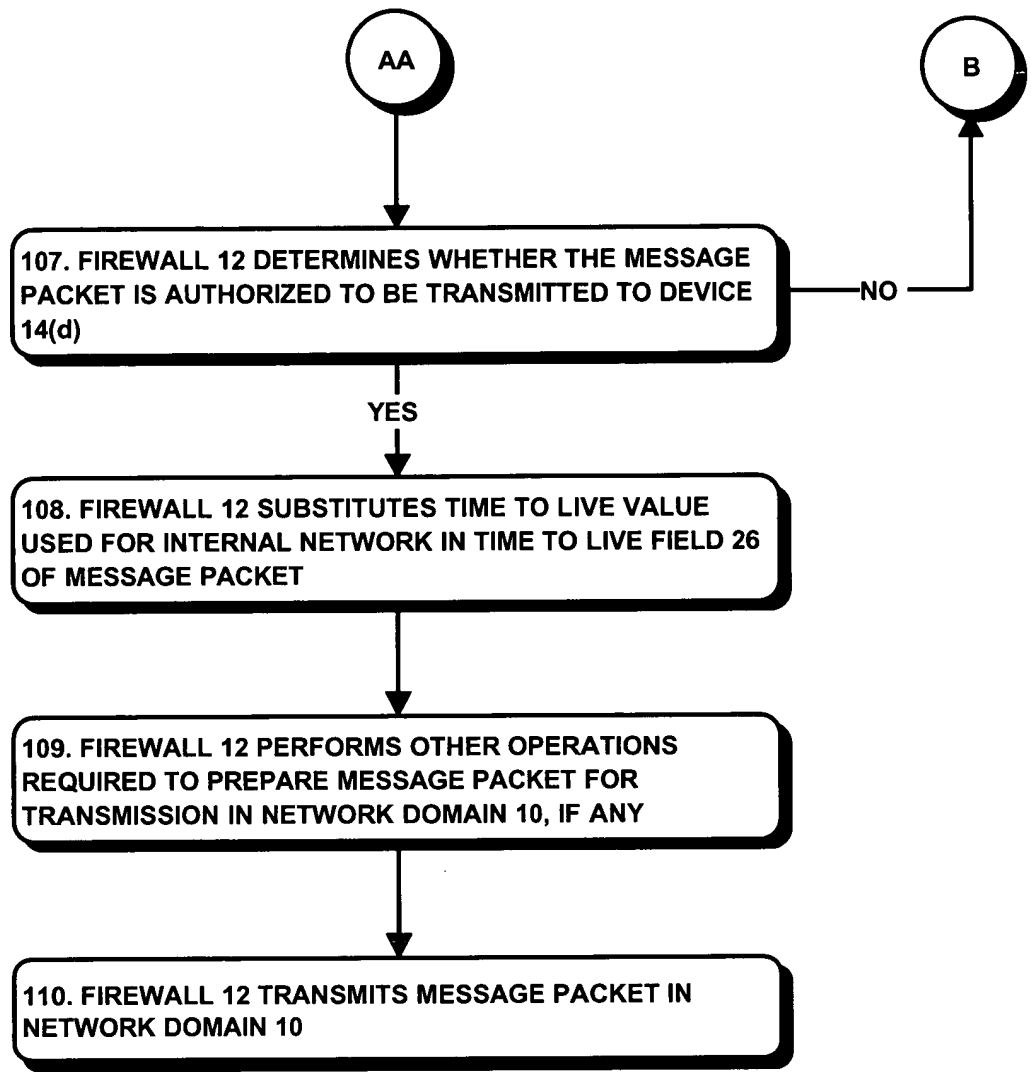 AA
B
107. FIREWALL 12 DETERMINES WHETHER THE MESSAGE
PACKET IS AUTHORIZED TO BE TRANSMITTED TO DEVICE
14(d)
NO
YES
108. FIREWALL 12 SUBSTITUTES TIME TO LIVE VALUE
USED FOR INTERNAL NETWORK IN TIME TO LIVE FIELD 26
OF MESSAGE PACKET
109. FIREWALL 12 PERFORMS OTHER OPERATIONS
REQUIRED TO PREPARE MESSAGE PACKET FOR
TRANSMISSION IN NETWORK DOMAIN 10, IF ANY
110. FIREWALL 12 TRANSMITS MESSAGE PACKET IN
NETWORK DOMAIN 10